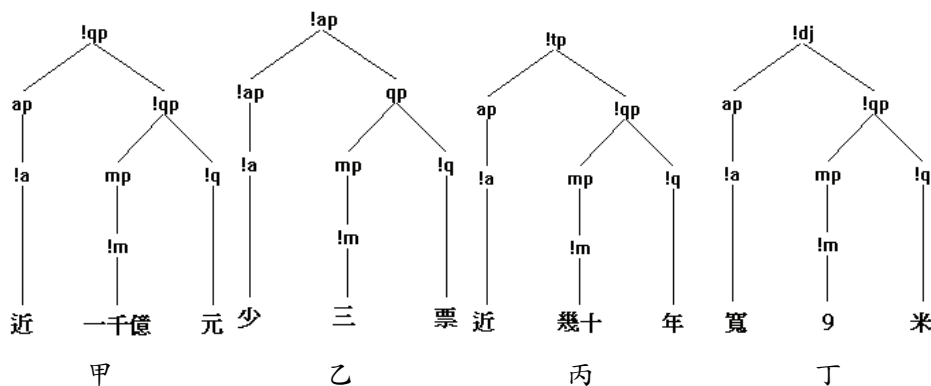 !qp !ap !tp !dj
ap !qp !ap qp ap !qp ap !qp
!a mp !q !a mp !q !a mp !q !a mp !q
!m !m !m !m
近 一千億 元 少 三 票 近 幾十 年 寬 9 米
甲 乙 丙 丁